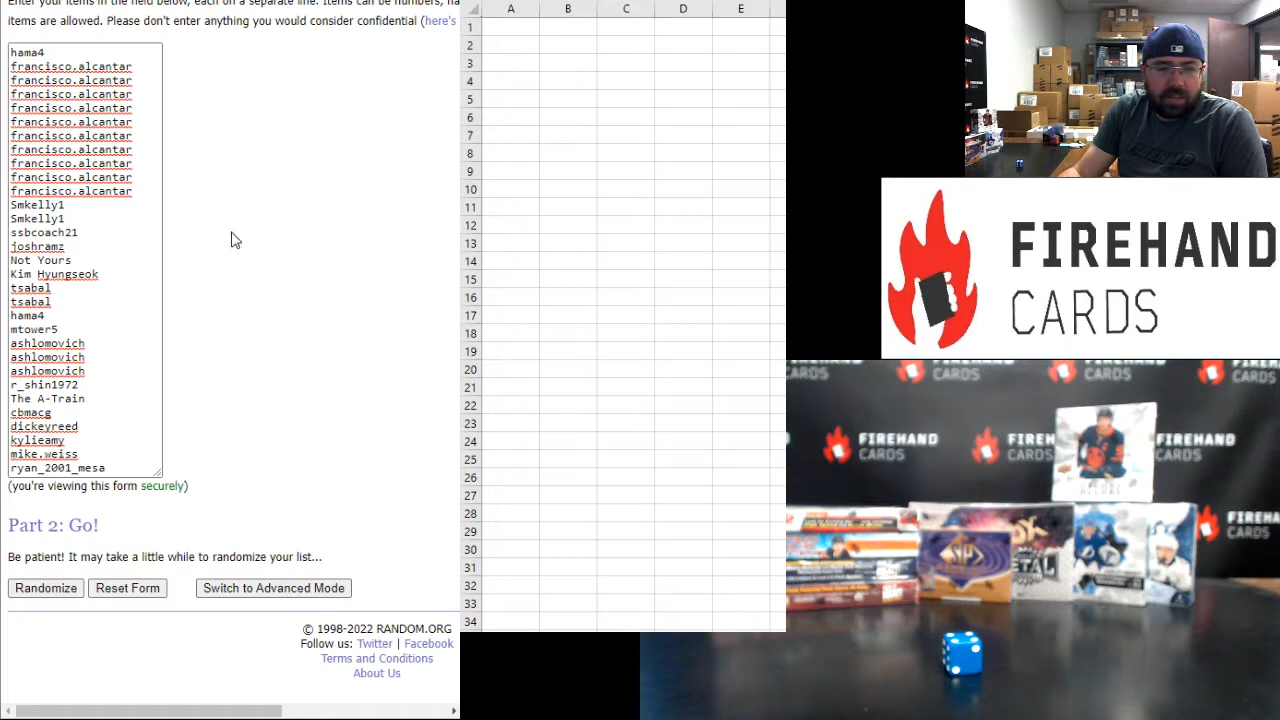 Enter your items in the field below, each on a separate line. Items can be numbers, na
items are allowed. Please don't enter anything you would consider confidential (here's
hama4
francisco.alcantar
francisco.alcantar
francisco.alcantar
francisco.alcantar
francisco.alcantar
francisco.alcantar
francisco.alcantar
francisco.alcantar
francisco.alcantar
francisco.alcantar
Smkelly1
Smkelly1
ssbcoach21
joshramz
Not Yours
Kim Hyungseok
tsabal
tsabal
hama4
mtower5
ashlomovich
ashlomovich
ashlomovich
r_shin1972
The A-Train
cbmacg
dickeyreed
kylieamy
mike.weiss
ryan_2001_mesa
(you're viewing this form securely)
Part 2: Go!
Be patient! It may take a little while to randomize your list...
Randomize Reset Form Switch to Advanced Mode
© 1998-2022 RANDOM.ORG
Follow us: Twitter | Facebook
Terms and Conditions
About Us
A B C D E
1
2
3
4
5
6
7
8
9
10
11
12
13
14
15
16
17
18
19
20
21
22
23
24
25
26
27
28
29
30
31
32
33
34
FIREHAND
CARDS
CARDS
FIREHAND
CARDS
FIREHAND
CARDS
FIREHAND
CARDS
SP
METAL